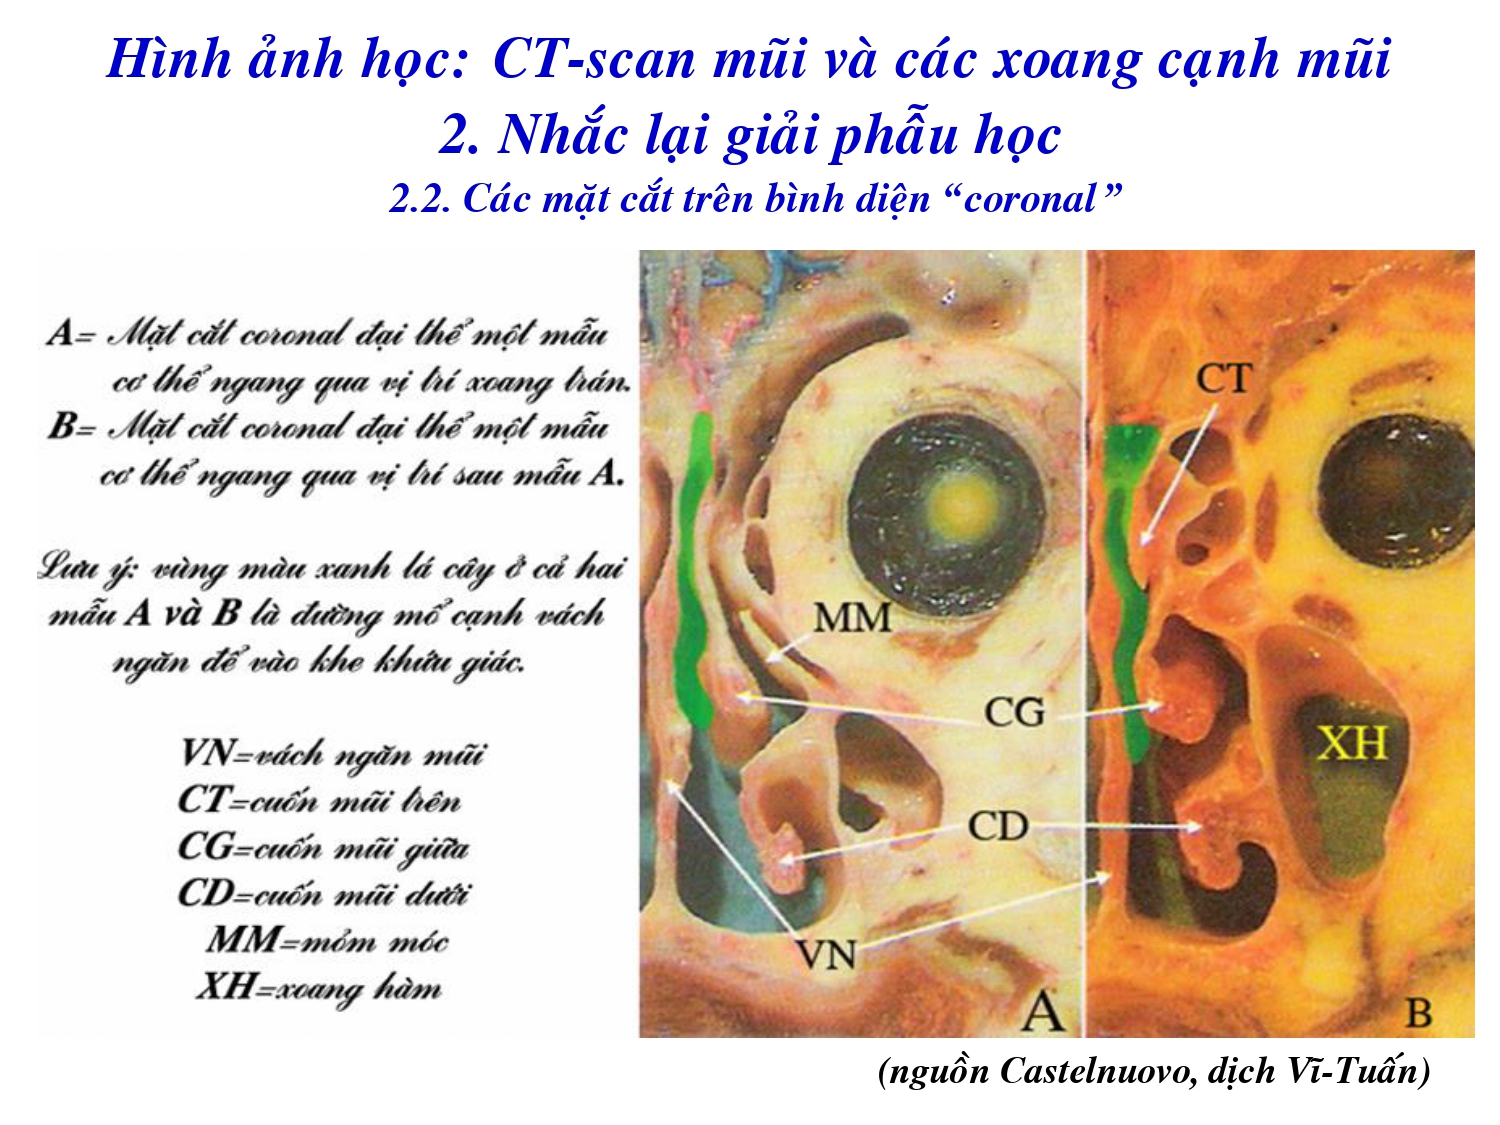 Hình ảnh học: CT-scan mũi và các xoang cạnh mũi
2. Nhắc lại giải phẫu học
2.2. Các mặt cắt trên bình diện “coronal”
A= Mặt cắt coronal đại thể một mẫu
cơ thể ngang qua vị trí xoang trán.
B= Mặt cắt coronal đại thể một mẫu
cơ thể ngang qua vị trí sau mẫu A.
Lưu ý: vùng màu xanh lá cây ở cả hai
mẫu A và B là đường mổ cạnh vách
ngăn để vào khe khứu giác.
VN=vách ngăn mũi
CT=cuốn mũi trên
CG=cuốn mũi giữa
CD=cuốn mũi dưới
MM=mỏm móc
XH=xoang hàm
CT
MM
CG
XH
CD
VN
A
B
(nguồn Castelnuovo, dịch Vĩ-Tuấn)